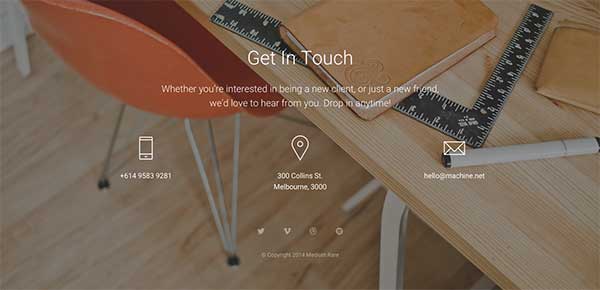 Get In Touch
Whether you're interested in being a new client, or just a new friend,
we'd love to hear from you. Drop in anytime!
+614 9583 9281
300 Collins St.
Melbourne, 3000
hello@machine.net
© Copyright 2014 Medium Rare